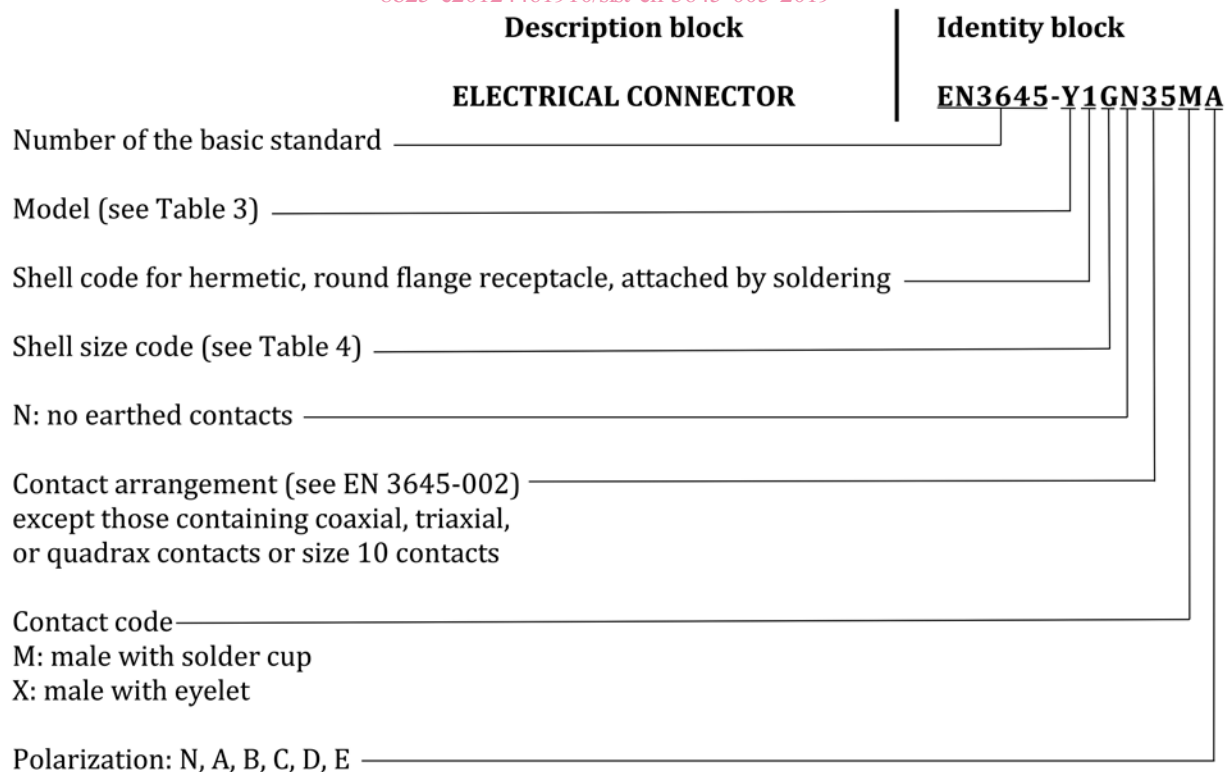 Description block
Identity block
ELECTRICAL CONNECTOR
EN3645-Y1GN35MA
Number of the basic standard
Model (see Table 3)
Shell code for hermetic, round flange receptacle, attached by soldering
Shell size code (see Table 4)
N: no earthed contacts
Contact arrangement (see EN 3645-002)
except those containing coaxial, triaxial,
or quadrax contacts or size 10 contacts
Contact code
M: male with solder cup
X: male with eyelet
Polarization: N, A, B, C, D, E